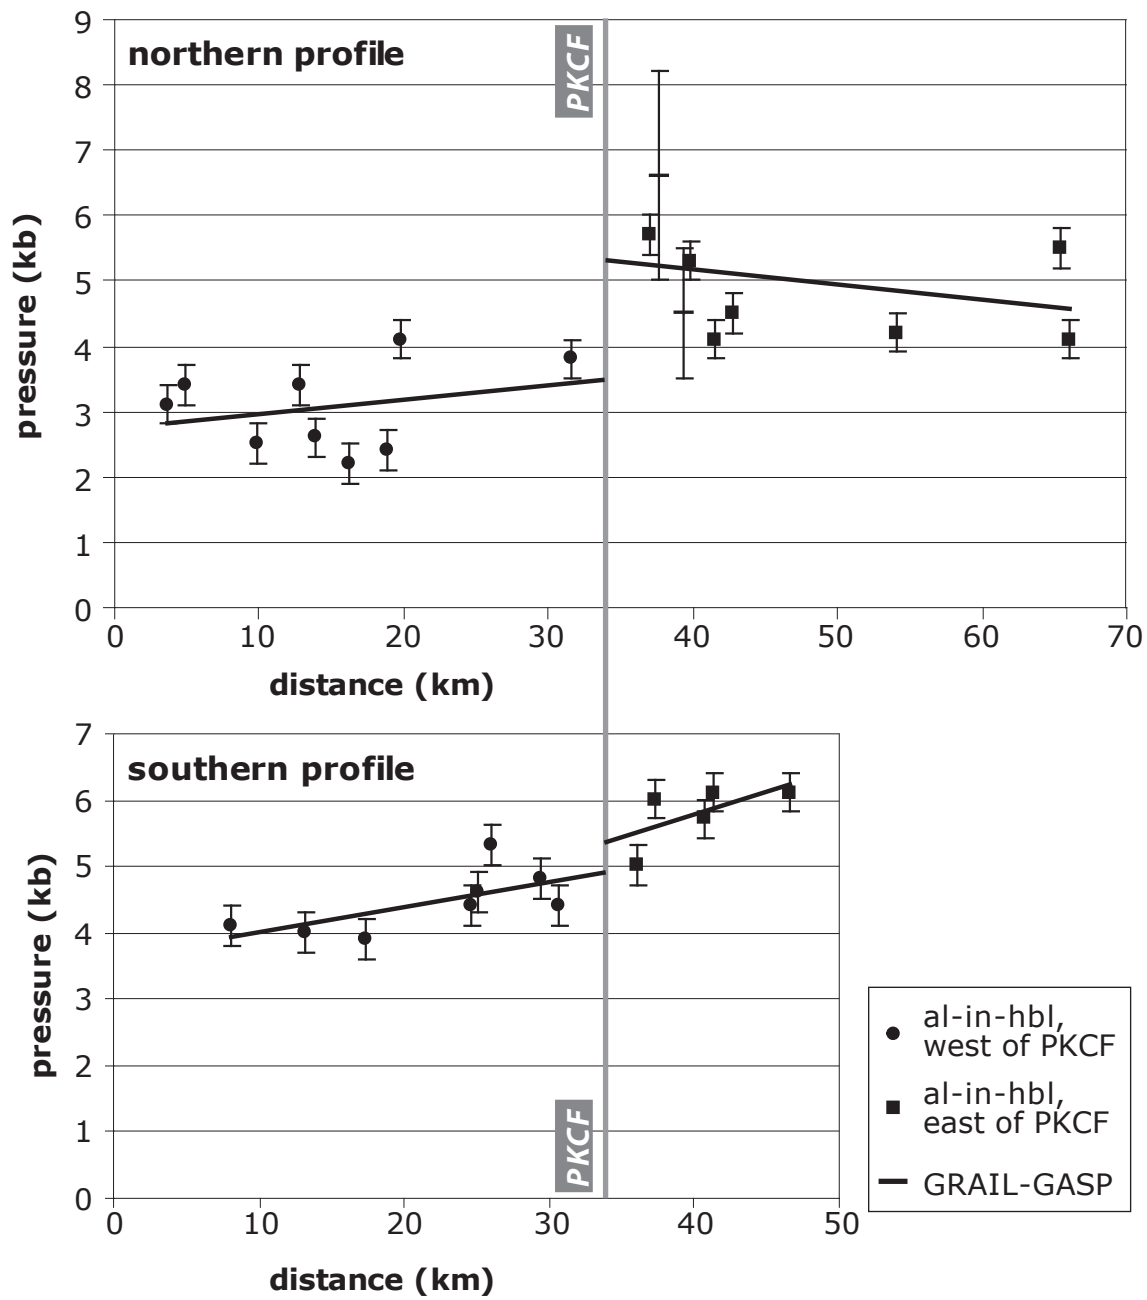 northern profile
PKCF
9
8
7
6
5
4
3
2
1
0
pressure (kb)
0 10 20 30 40 50 60 70
distance (km)
southern profile
7
6
5
4
3
2
1
0
pressure (kb)
PKCF
0 10 20 30 40 50
distance (km)
al-in-hbl,
west of PKCF
al-in-hbl,
east of PKCF
GRAIL-GASP